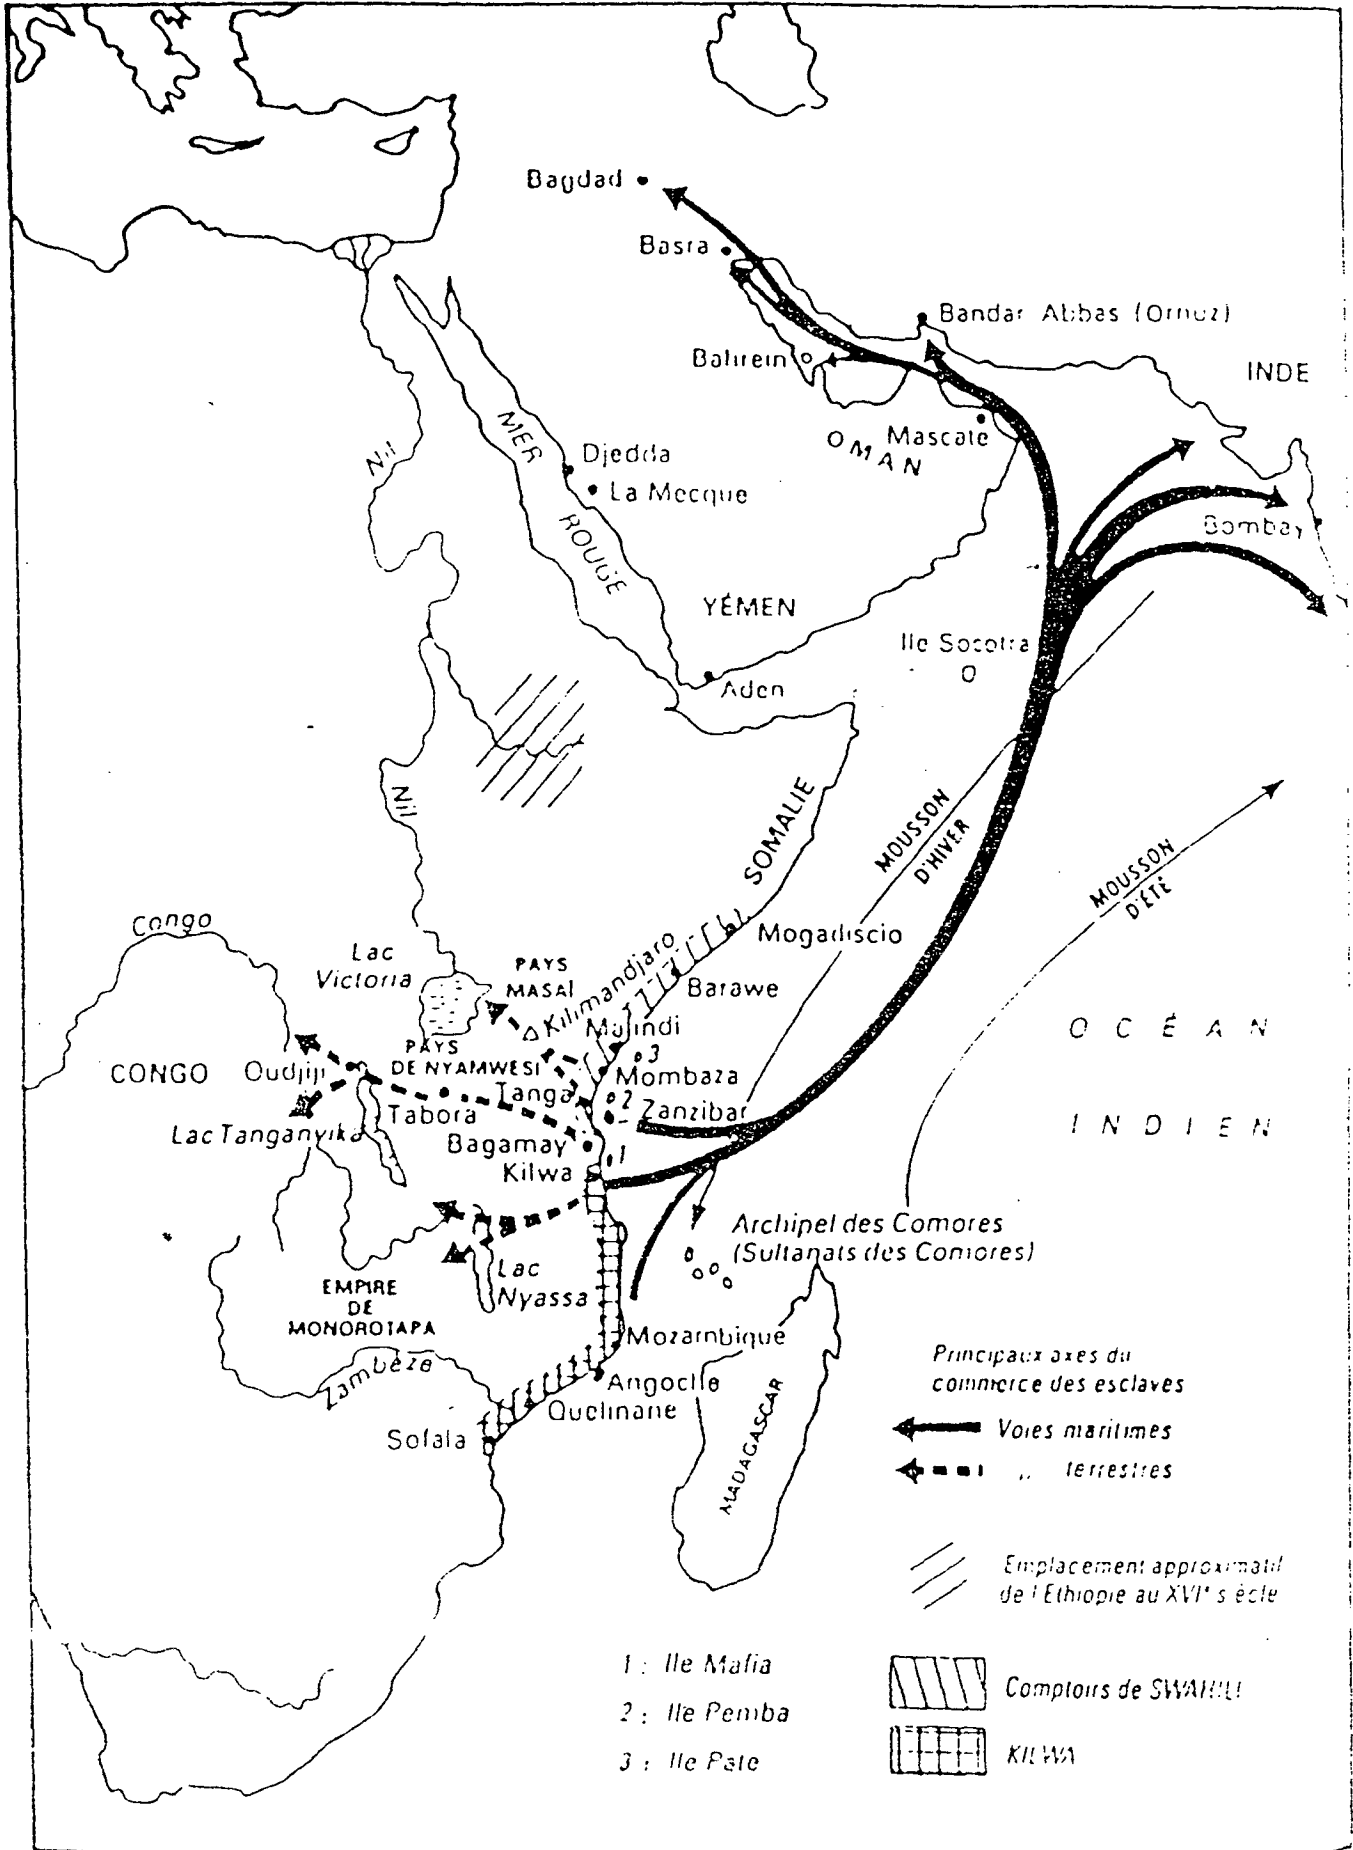 Bagdad
Basra
Bandar Abbas (Ormuz)
Bahrein
INDE
Mascate
OMAN
MER
ROUGE
Djedda
La Mecque
Nil
Bombay
YÉMEN
Ile Socotra
Aden
Nil
SOMALIE
MOUSSON
D'HIVER
MOUSSON
D'ÉTÉ
Congo
Lac
Victoria
PAYS
MASAÏ
Kilimandjaro
Mogadiscio
Barawe
Malindi
3
OCÉAN
INDIEN
PAYS
DE NYAMWESI
CONGO
Oudjiji
Mombaza
Tanga
2
Zanzibar
Tabora
Lac Tanganyika
Bagamay
1
Kilwa
Archipel des Comores
(Sultanats des Comores)
Lac
Nyassa
EMPIRE
DE
MONOROTAPA
Mozambique
Zambèze
Angoche
Quelinane
Sofala
MADAGASCAR
Principaux axes du
commerce des esclaves
Voies maritimes
,, terrestres
Emplacement approximatif
de l'Ethiopie au XVIe siècle
1 : Ile Mafia
2 : Ile Pemba
3 : Ile Pate
Comptoirs de SWAHILI
KILWA